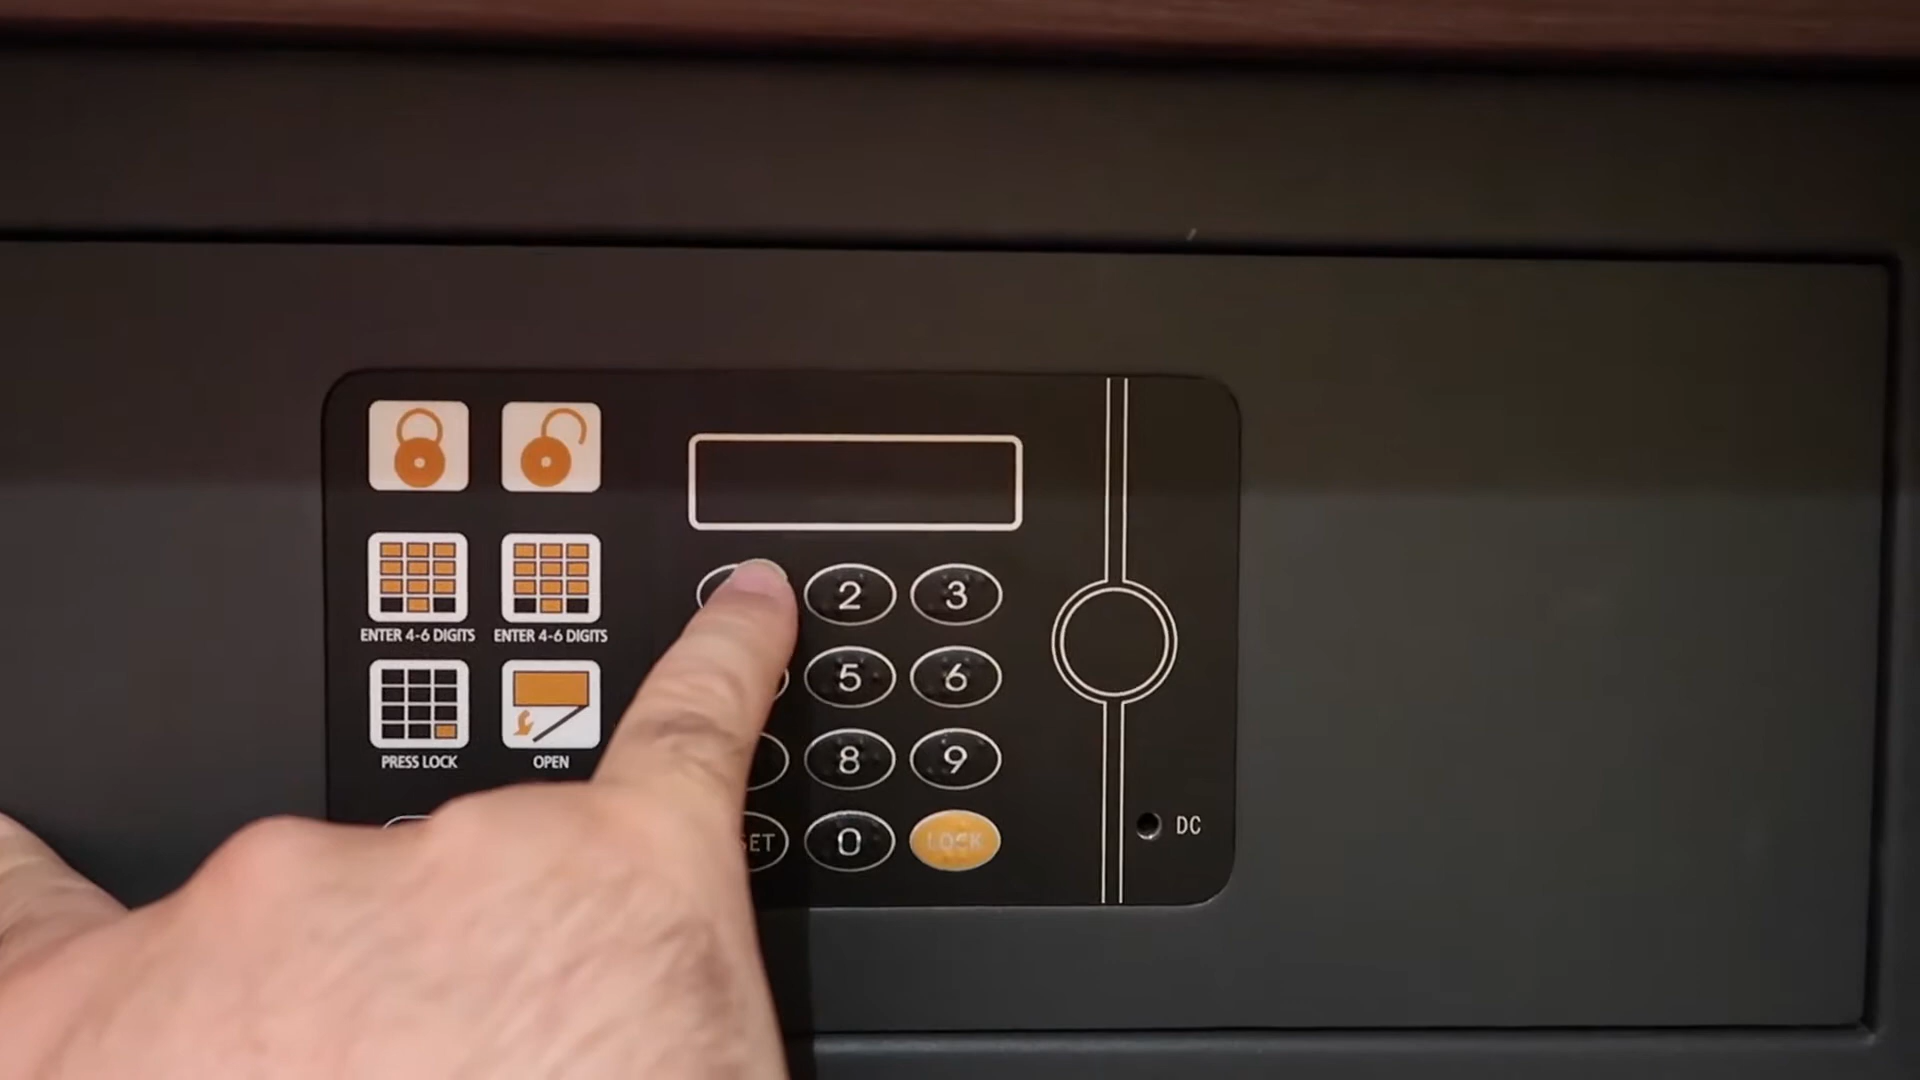 ENTER 4-6 DIGITS ENTER 4-6 DIGITS
PRESS LOCK OPEN
2 3
5 6
8 9
0 LOCK
DC